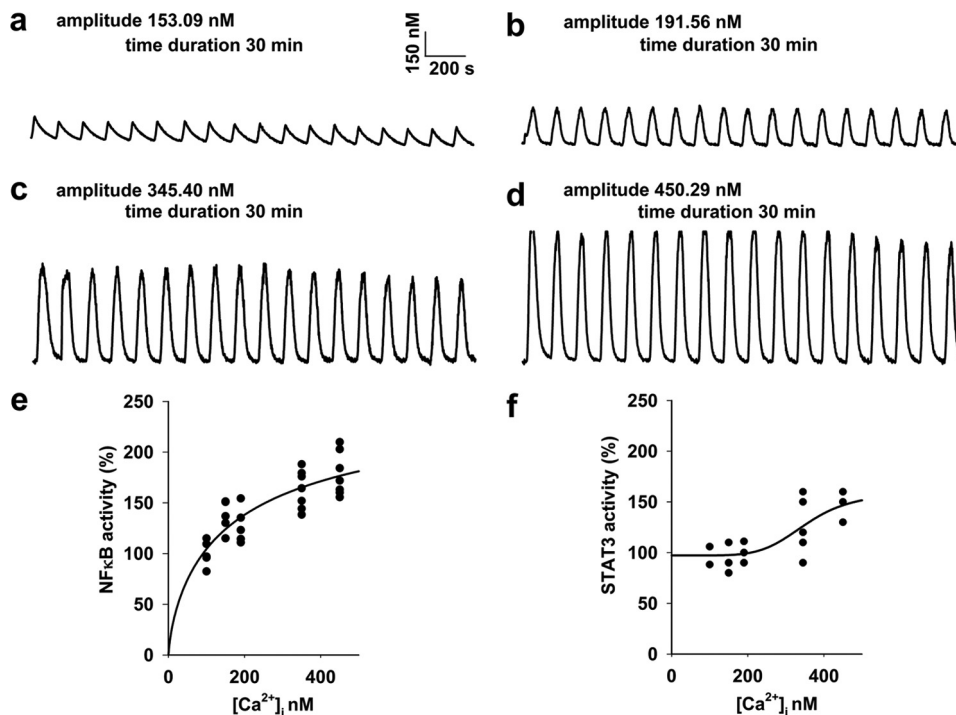 a
amplitude 153.09 nM
time duration 30 min
150 nM
200 s
b
amplitude 191.56 nM
time duration 30 min
c
amplitude 345.40 nM
time duration 30 min
d
amplitude 450.29 nM
time duration 30 min
e
NFκB activity (%)
250
200
150
100
50
0
0 200 400
[Ca²⁺]ᵢ nM
f
STAT3 activity (%)
250
200
150
100
50
0
0 200 400
[Ca²⁺]ᵢ nM